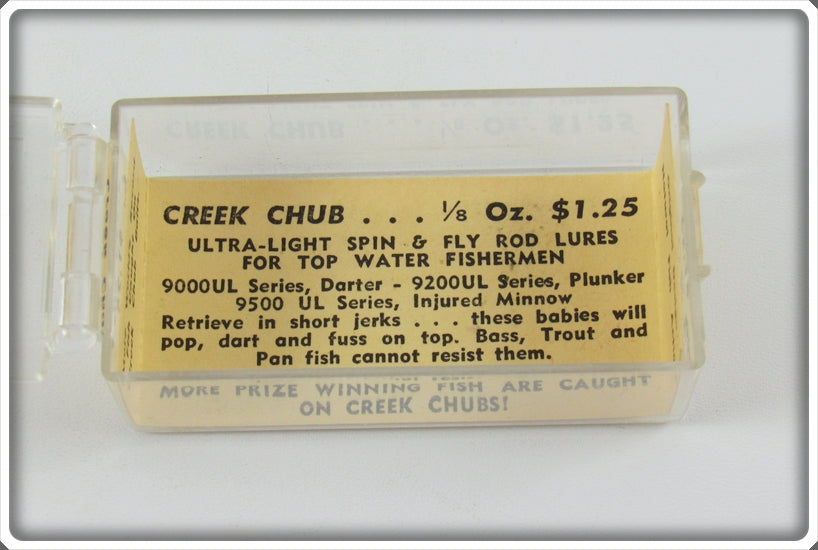 CREEK CHUB . . . 1/8 Oz. $1.25
ULTRA-LIGHT SPIN & FLY ROD LURES
FOR TOP WATER FISHERMEN
9000UL Series, Darter - 9200UL Series, Plunker
9500 UL Series, Injured Minnow
Retrieve in short jerks . . . these babies will
pop, dart and fuss on top. Bass, Trout and
Pan fish cannot resist them.
MORE PRIZE WINNING FISH ARE CAUGHT
ON CREEK CHUBS!